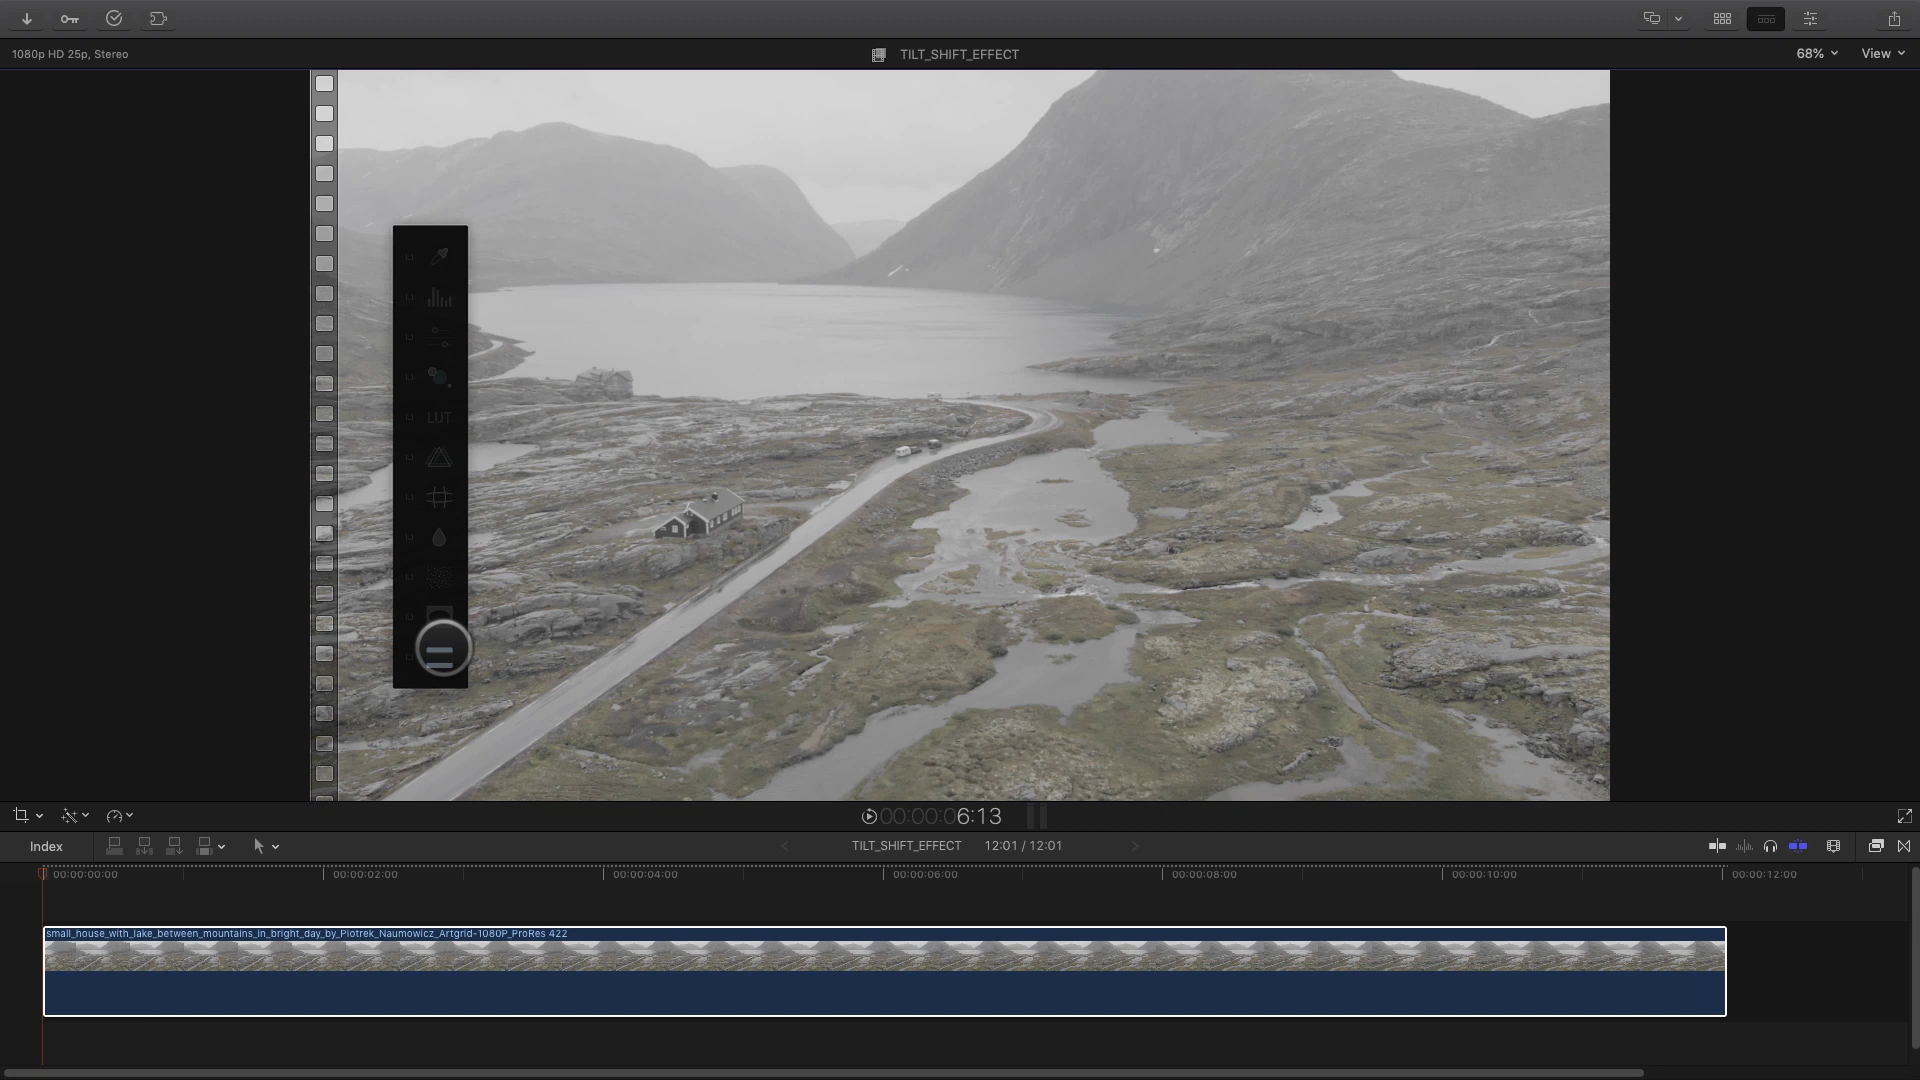 1080p HD 25p, Stereo
TILT_SHIFT_EFFECT
68%
View
LUT
00:00:00:06:13
Index
TILT_SHIFT_EFFECT
12:01 / 12:01
00:00:00:00
00:00:02:00
00:00:04:00
00:00:06:00
00:00:08:00
00:00:10:00
00:00:12:00
small_house_with_lake_between_mountains_in_bright_day_by_Piotrek_Naumowicz_Artgrid-1080P_ProRes 422